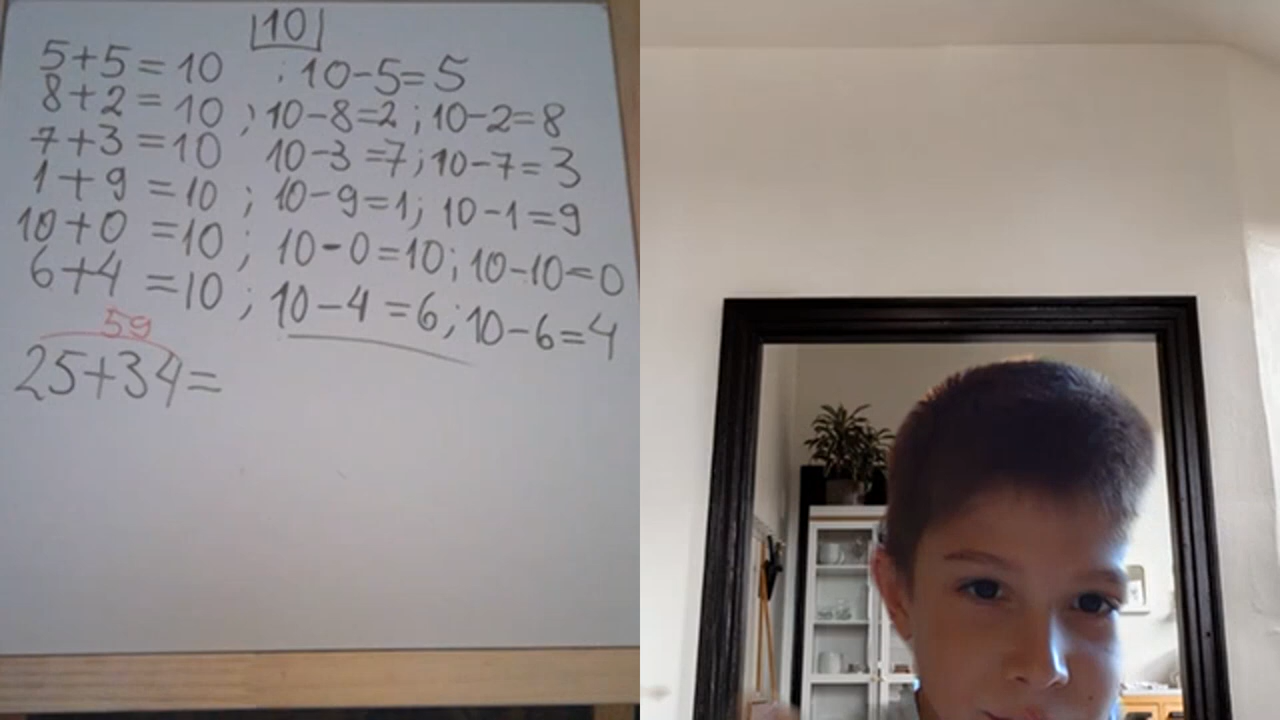 10
5+5=10 ; 10-5=5
8+2=10 ; 10-8=2 ; 10-2=8
7+3=10 10-3=7 ; 10-7=3
1+9=10 ; 10-9=1 ; 10-1=9
10+0=10 ; 10-0=10 ; 10-10=0
6+4=10 ; 10-4=6 ; 10-6=4
59
25+34=